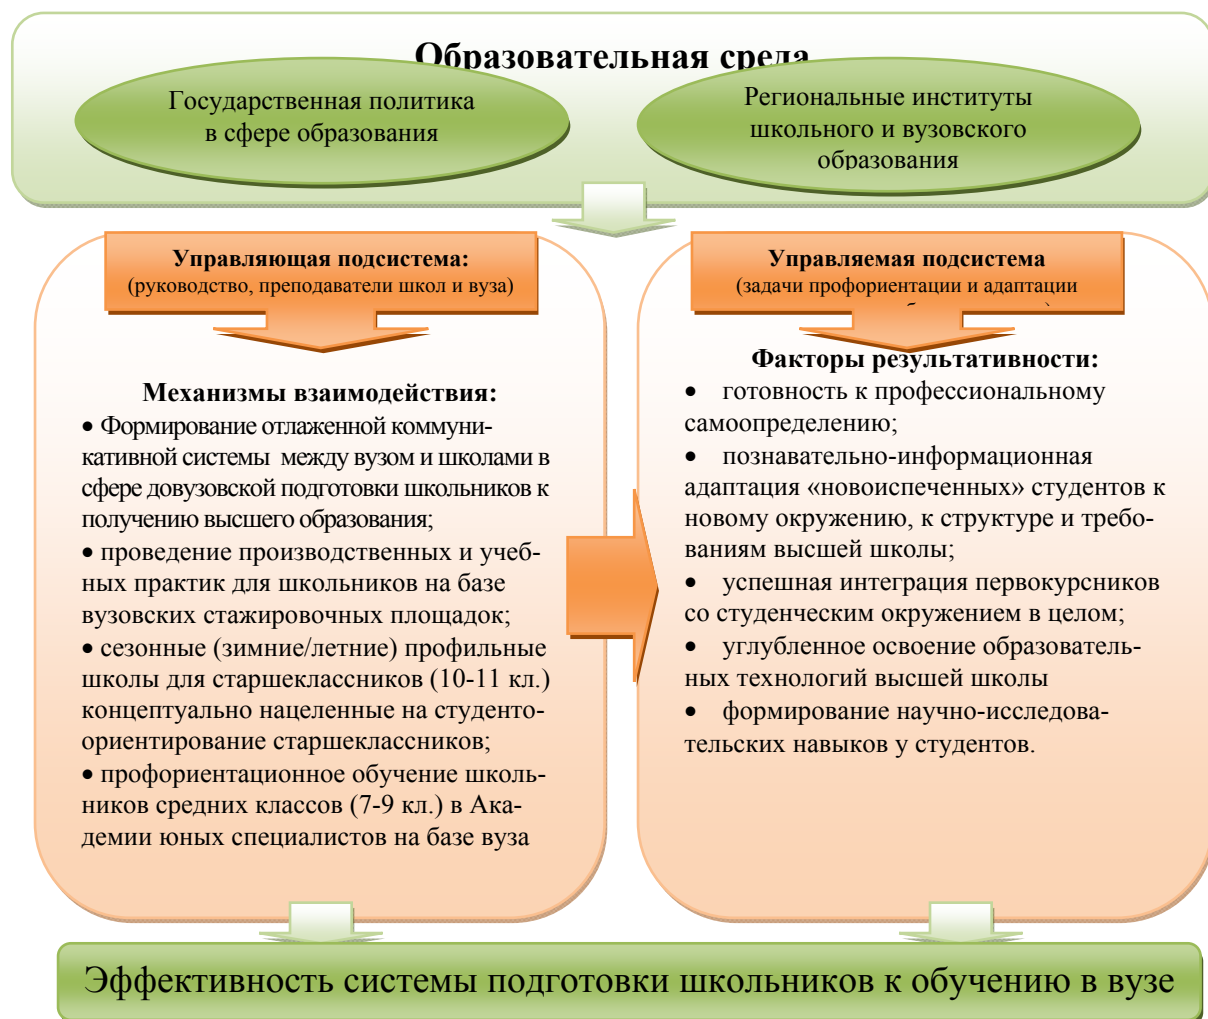 Образовательная среда
Государственная политика
в сфере образования
Региональные институты
школьного и вузовского
образования
Управляющая подсистема:
(руководство, преподаватели школ и вуза)
Механизмы взаимодействия:
• Формирование отлаженной коммуни-
кативной системы между вузом и школами в
сфере довузовской подготовки школьников к
получению высшего образования;
• проведение производственных и учеб-
ных практик для школьников на базе
вузовских стажировочных площадок;
• сезонные (зимние/летние) профильные
школы для старшеклассников (10-11 кл.)
концептуально нацеленные на студенто-
ориентирование старшеклассников;
• профориентационное обучение школь-
ников средних классов (7-9 кл.) в Ака-
демии юных специалистов на базе вуза
Управляемая подсистема
(задачи профориентации и адаптации
Факторы результативности:
• готовность к профессиональному
самоопределению;
• познавательно-информационная
адаптация «новоиспеченных» студентов к
новому окружению, к структуре и требо-
ваниям высшей школы;
• успешная интеграция первокурсников
со студенческим окружением в целом;
• углубленное освоение образователь-
ных технологий высшей школы
• формирование научно-исследова-
тельских навыков у студентов.
Эффективность системы подготовки школьников к обучению в вузе